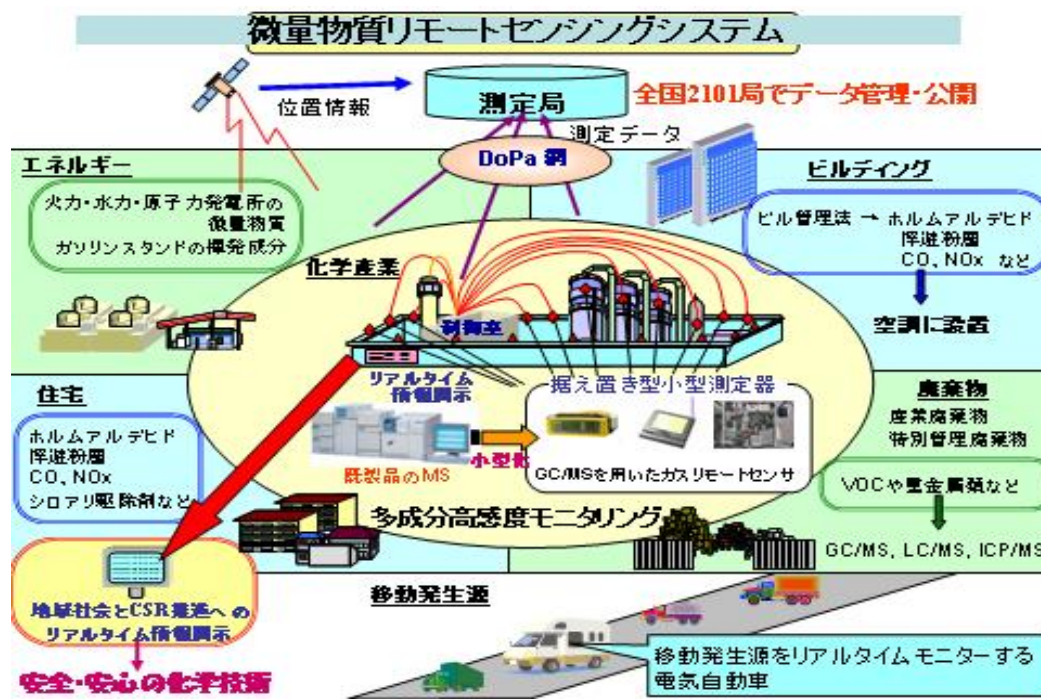 微量物質リモートセンシングシステム
位置情報
測定局
全国2101局でデータ管理・公開
測定データ
DoPa 網
エネルギー
火力・水力・原子力発電所の
微量物質
ガソリンスタンドの揮発成分
ビルディング
ビル管理法 → ホルムアルデヒド
浮遊粉塵
CO、NOx など
空調に設置
化学産業
制御室
リアルタイム
情報開示
据え置き型小型測定器
既製品のMS
小型化
GC/MSを用いたガスリモートセンサ
多成分高感度モニタリング
住宅
ホルムアルデヒド
浮遊粉塵
CO、NOx
シロアリ駆除剤など
廃棄物
産業廃棄物
特別管理廃棄物
VOCや重金属類など
GC/MS, LC/MS, ICP/MS
地域社会とCSR推進への
リアルタイム情報開示
安全・安心の化学技術
移動発生源
移動発生源をリアルタイムモニターする
電気自動車